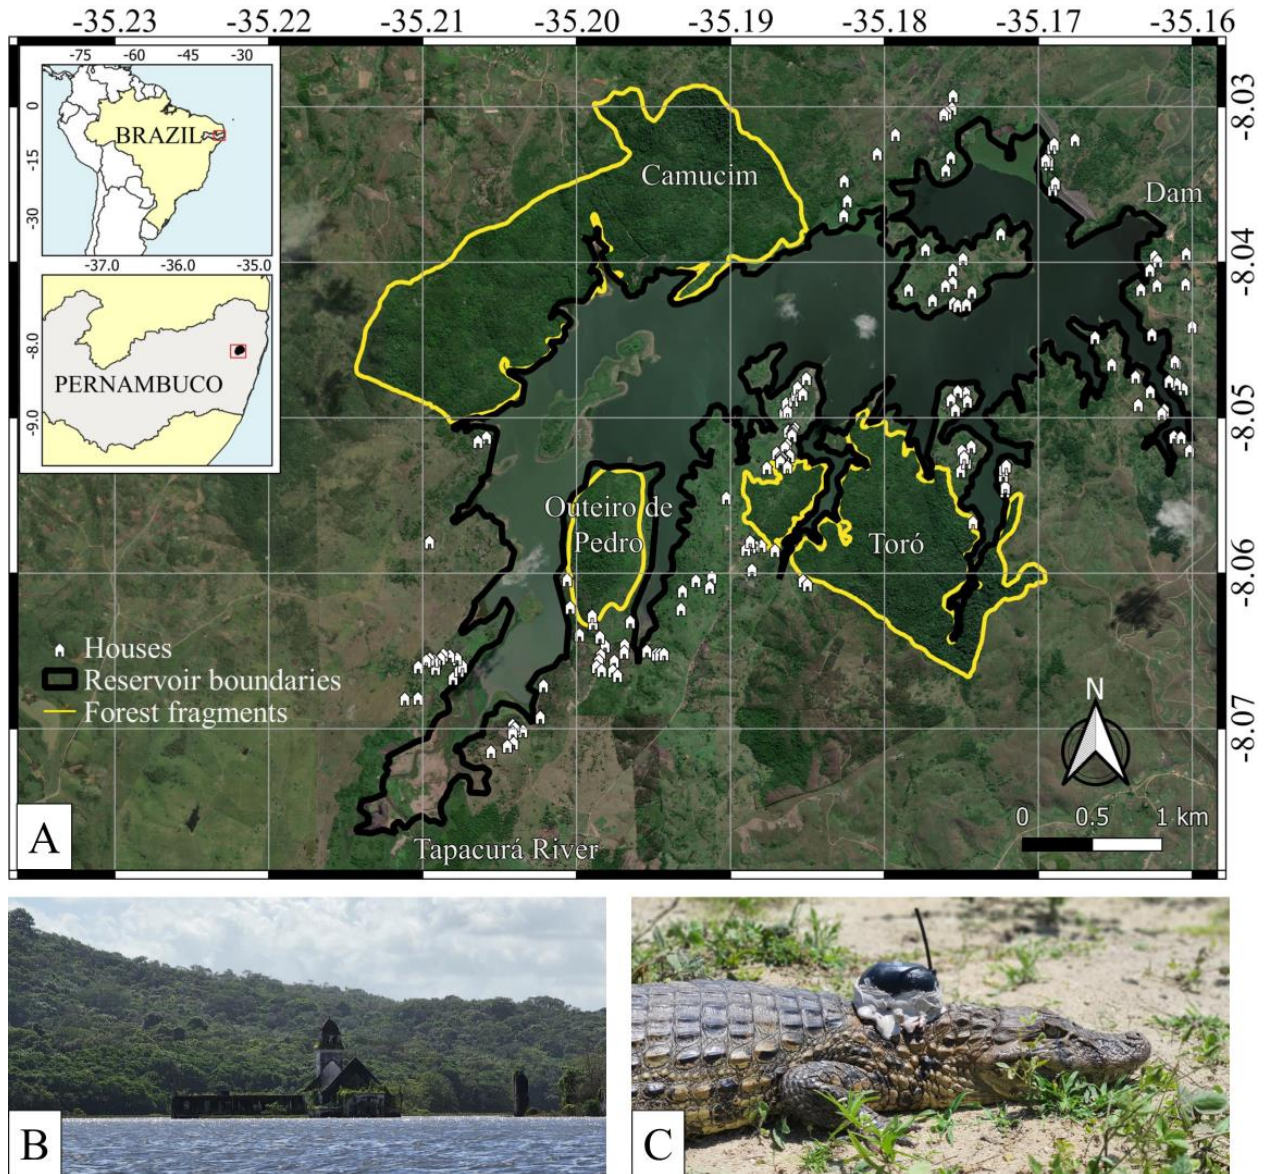 -35.22 -35.21 -35.20 -35.19 -35.18 -35.17 -35.16
-75 -60 -45 -30
0
-15
-30
BRAZIL
-37.0 -36.0 -35.0
-8.0
-9.0
PERNAMBUCO
-8.03
-8.04
-8.05
-8.06
-8.07
Camucim
Dam
Outeiro de
Pedro
Toró
Houses
Reservoir boundaries
Forest fragments
N
0 0.5 1 km
Tapacurá River
A
B
C